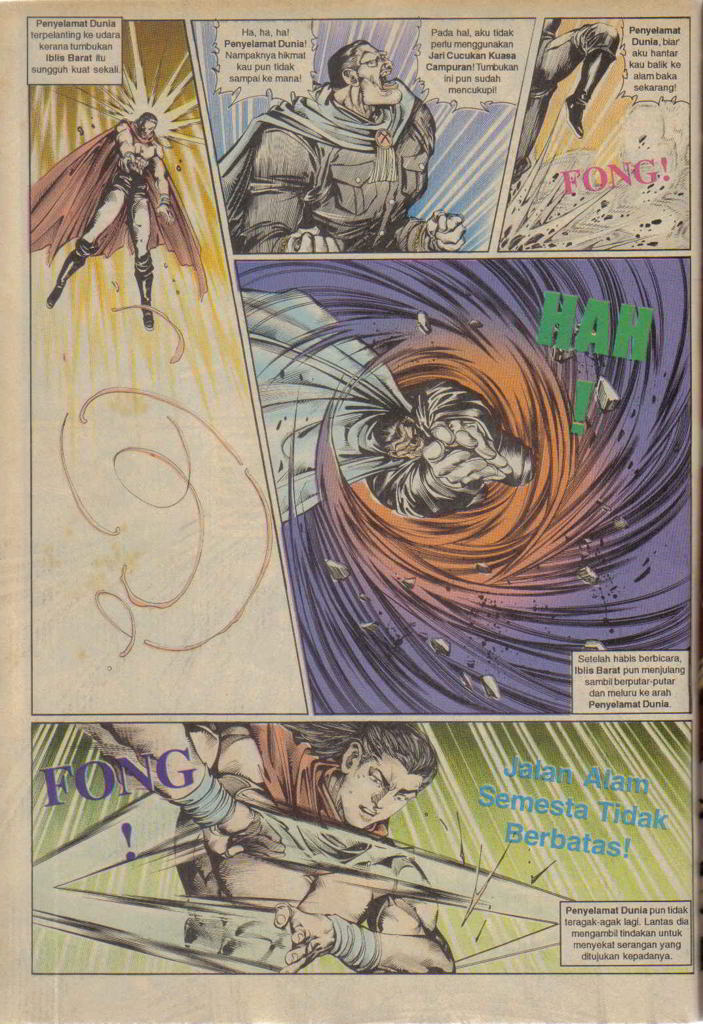 Penyelamat Dunia
terpelanting ke udara
kerana tumbukan
Iblis Barat itu
sungguh kuat sekali.
Ha, ha, ha!
Penyelamat Dunia!
Nampaknya hikmat
kau pun tidak
sampai ke mana!
Pada hal, aku tidak
perlu menggunakan
Jari Cucukan Kuasa
Campuran! Tumbukan
ini pun sudah
mencukupi!
Penyelamat
Dunia, biar
aku hantar
kau balik ke
alam baka
sekarang!
FONG!
HAH
!
Setelah habis berbicara,
Iblis Barat pun menjulang
sambil berputar-putar
dan meluru ke arah
Penyelamat Dunia.
FONG
!
Jalan Alam
Semesta Tidak
Berbatas!
Penyelamat Dunia pun tidak
teragak-agak lagi. Lantas dia
mengambil tindakan untuk
menyekat serangan yang
ditujukan kepadanya.